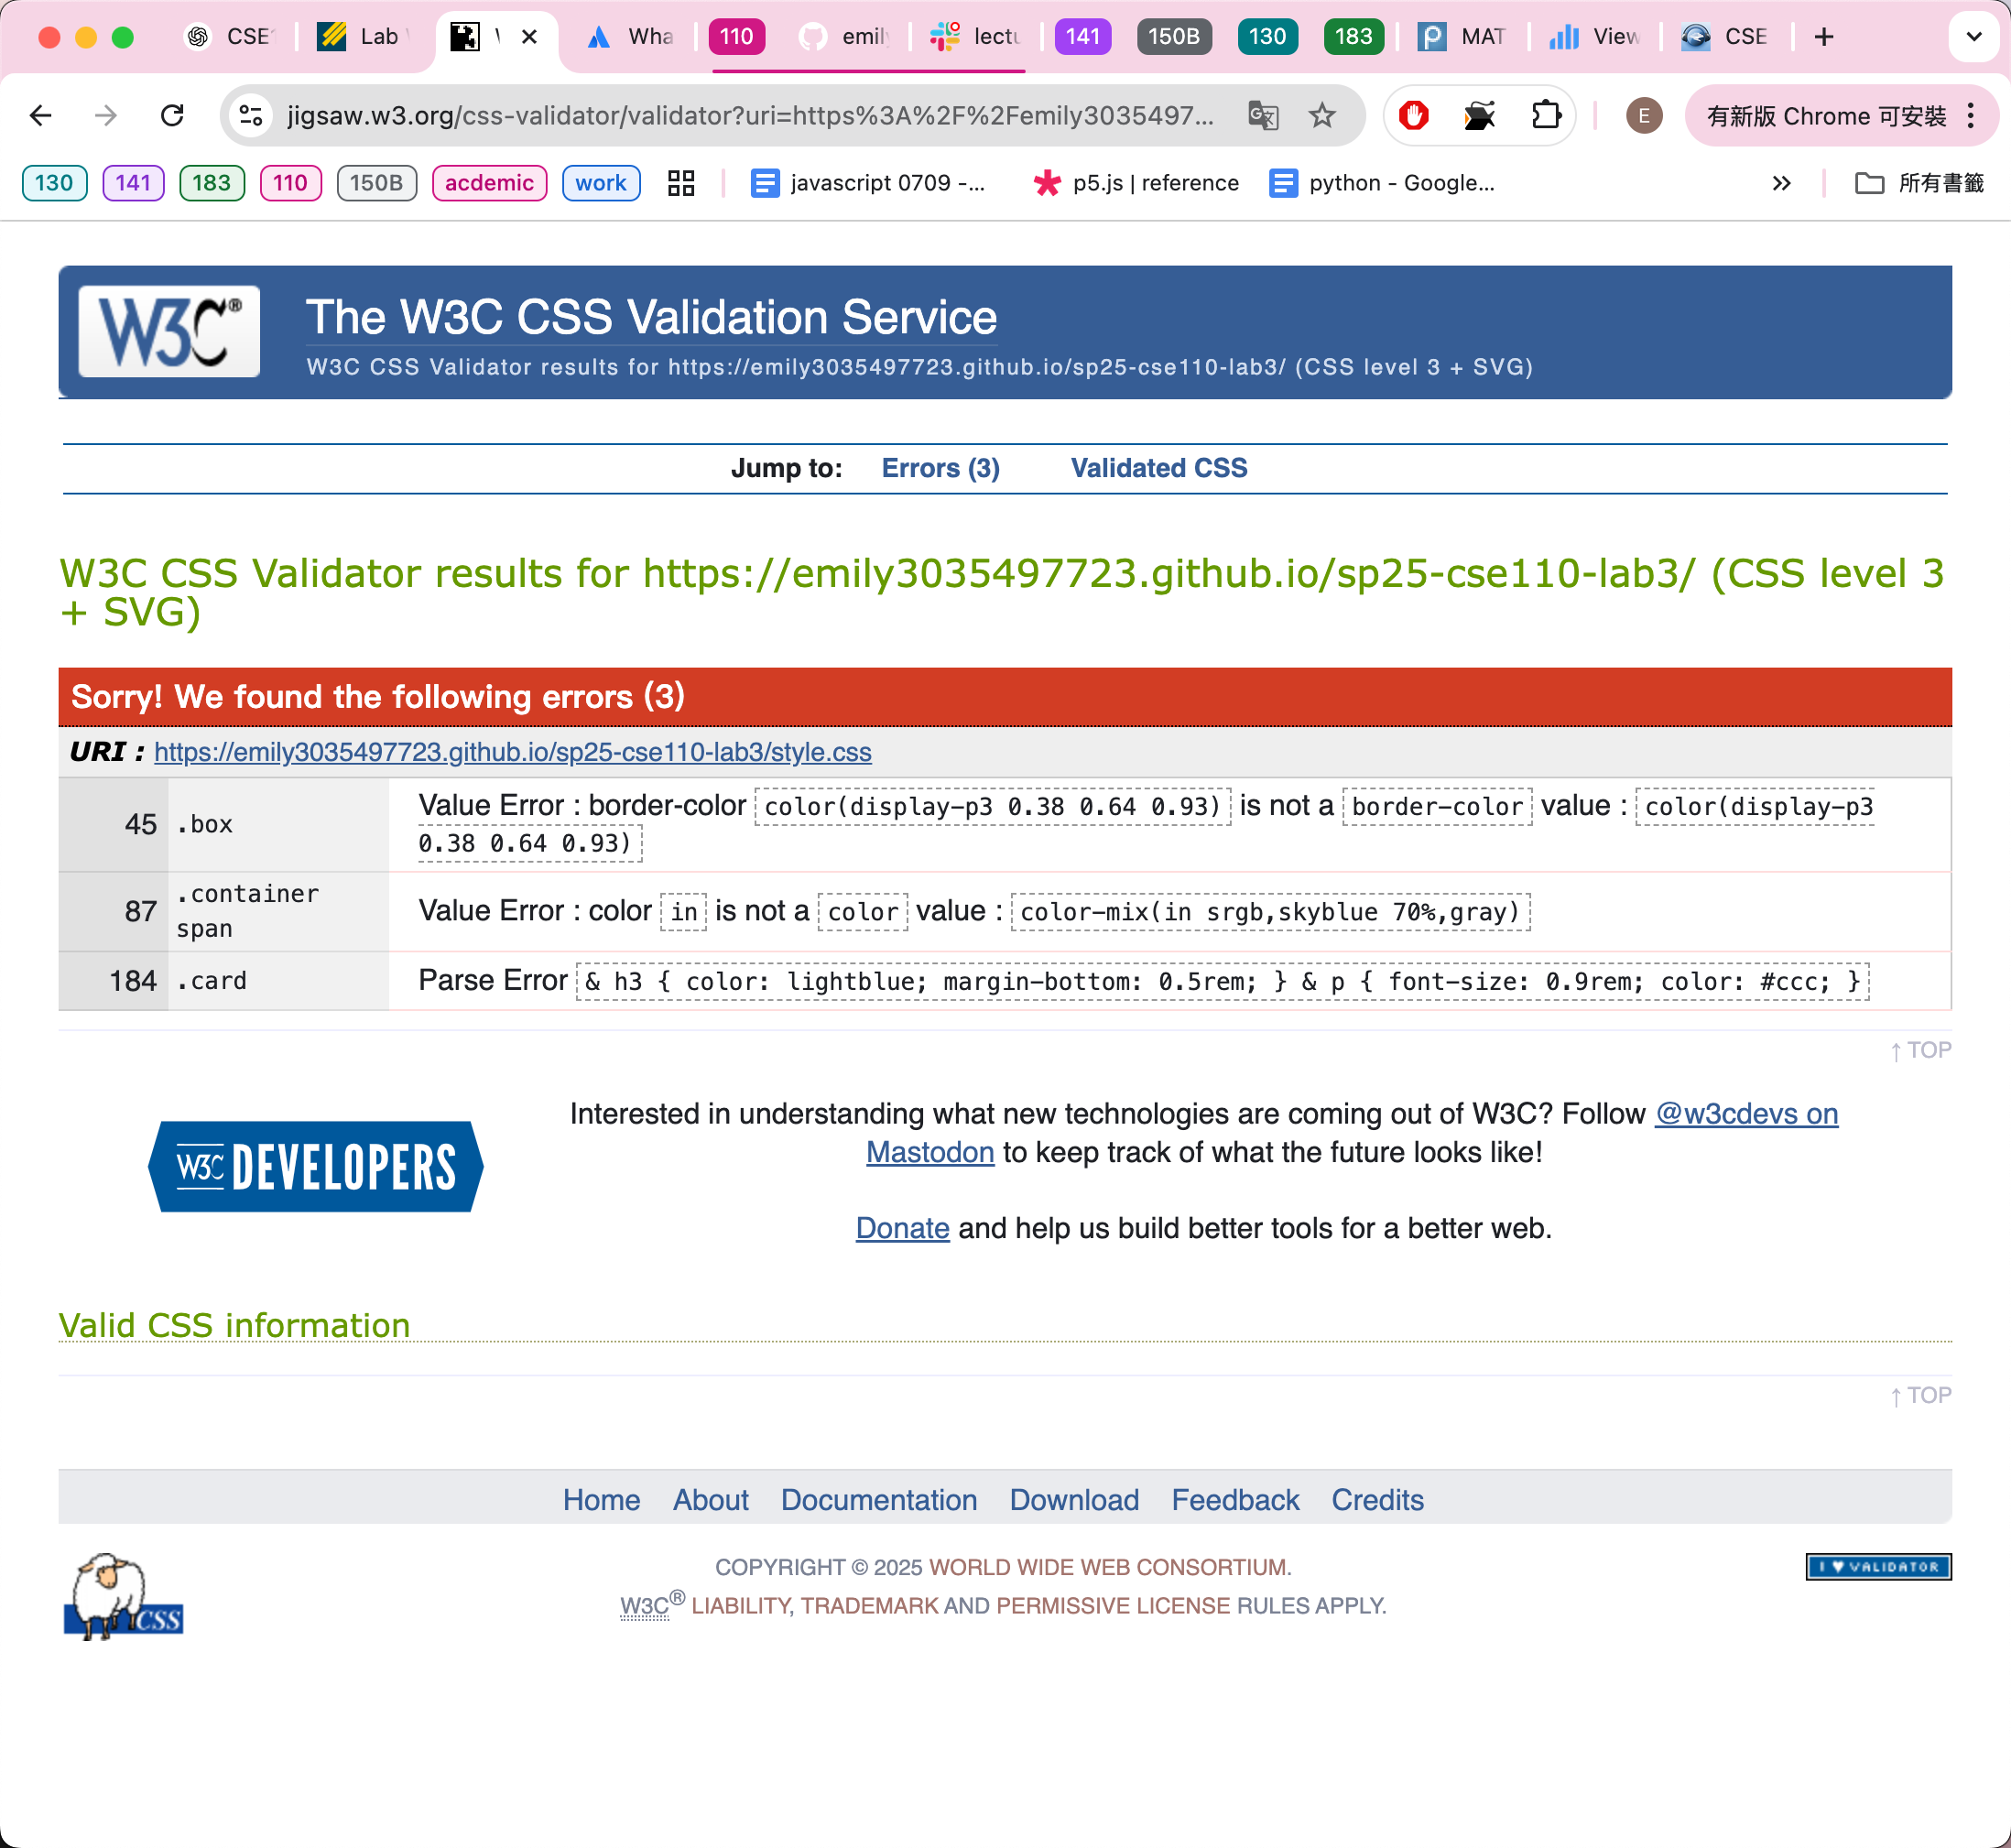 CSE
Lab
Wha
110
emil
lectu
141
150B
130
183
MAT
View
CSE
jigsaw.w3.org/css-validator/validator?uri=https%3A%2F%2Femily3035497...
E
有新版 Chrome 可安裝
130
141
183
110
150B
acdemic
work
javascript 0709 -...
p5.js | reference
python - Google...
所有書籤
W3C®
The W3C CSS Validation Service
W3C CSS Validator results for https://emily3035497723.github.io/sp25-cse110-lab3/ (CSS level 3 + SVG)
Jump to: Errors (3) Validated CSS
W3C CSS Validator results for https://emily3035497723.github.io/sp25-cse110-lab3/ (CSS level 3
+ SVG)
Sorry! We found the following errors (3)
URI : https://emily3035497723.github.io/sp25-cse110-lab3/style.css
45 .box Value Error : border-color color(display-p3 0.38 0.64 0.93) is not a border-color value : color(display-p3
0.38 0.64 0.93)
87 .container span Value Error : color in is not a color value : color-mix(in srgb,skyblue 70%,gray)
184 .card Parse Error & h3 { color: lightblue; margin-bottom: 0.5rem; } & p { font-size: 0.9rem; color: #ccc; }
↑ TOP
W3C DEVELOPERS
Interested in understanding what new technologies are coming out of W3C? Follow @w3cdevs on
Mastodon to keep track of what the future looks like!
Donate and help us build better tools for a better web.
Valid CSS information
↑ TOP
Home About Documentation Download Feedback Credits
CSS
COPYRIGHT © 2025 WORLD WIDE WEB CONSORTIUM.
W3C® LIABILITY, TRADEMARK AND PERMISSIVE LICENSE RULES APPLY.
I ♥ VALIDATOR